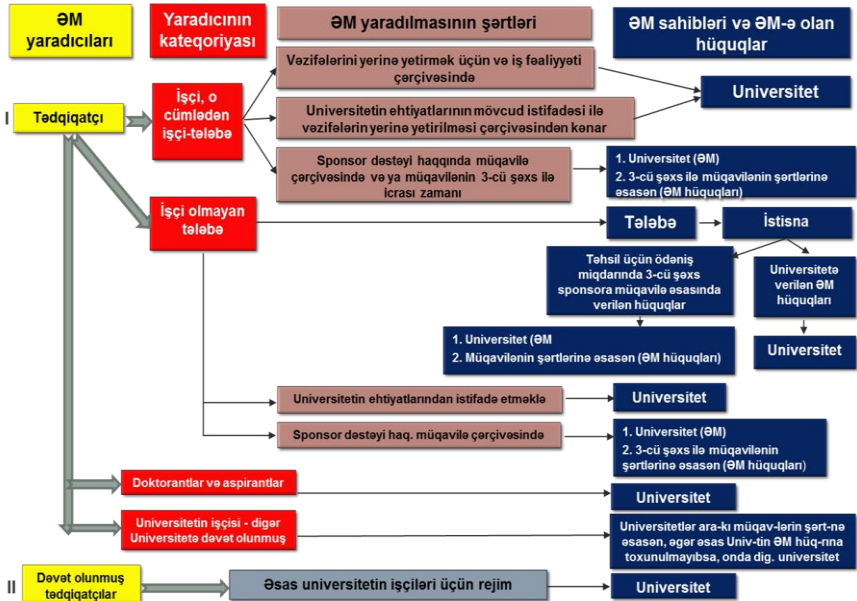 ƏM
yaradıcıları
Yaradıcının
kateqoriyası
ƏM yaradılmasının şərtləri
ƏM sahibləri və ƏM-ə olan
hüquqlar
Vəzifələrini yerinə yetirmək üçün və iş fəaliyyəti
çərçivəsində
Universitet
I
Tədqiqatçı
İşçi, o
cümlədən
işçi-tələbə
Universitetin ehtiyatlarının mövcud istifadəsi ilə
vəzifələrin yerinə yetirilməsi çərçivəsindən kənar
Sponsor dəstəyi haqqında müqavilə
çərçivəsində və ya müqavilənin 3-cü şəxs ilə
icrası zamanı
1. Universitet (ƏM)
2. 3-cü şəxs ilə müqavilənin şərtlərinə
əsasən (ƏM hüquqları)
İşçi olmayan
tələbə
Tələbə
İstisna
Təhsil üçün ödəniş
miqdarında 3-cü şəxs
sponsora müqavilə əsasında
verilən hüquqlar
Universitetə
verilən ƏM
hüquqları
1. Universitet (ƏM
2. Müqavilənin şərtlərinə əsasən (ƏM hüquqları)
Universitet
Universitetin ehtiyatlarından istifadə etməklə
Universitet
Sponsor dəstəyi haq. müqavilə çərçivəsində
1. Universitet (ƏM)
2. 3-cü şəxs ilə müqavilənin
şərtlərinə əsasən (ƏM hüquqları)
Doktorantlar və aspirantlar
Universitet
Universitetin işçisi - digər
Universitetə dəvət olunmuş
Universitetlər ara-kı müqav-lərin şərt-nə
əsasən, əgər əsas Univ-tin ƏM hüq-rına
toxunulmayıbsa, onda dig. universitet
II
Dəvət olunmuş
tədqiqatçılar
Əsas universitetin işçiləri üçün rejim
Universitet